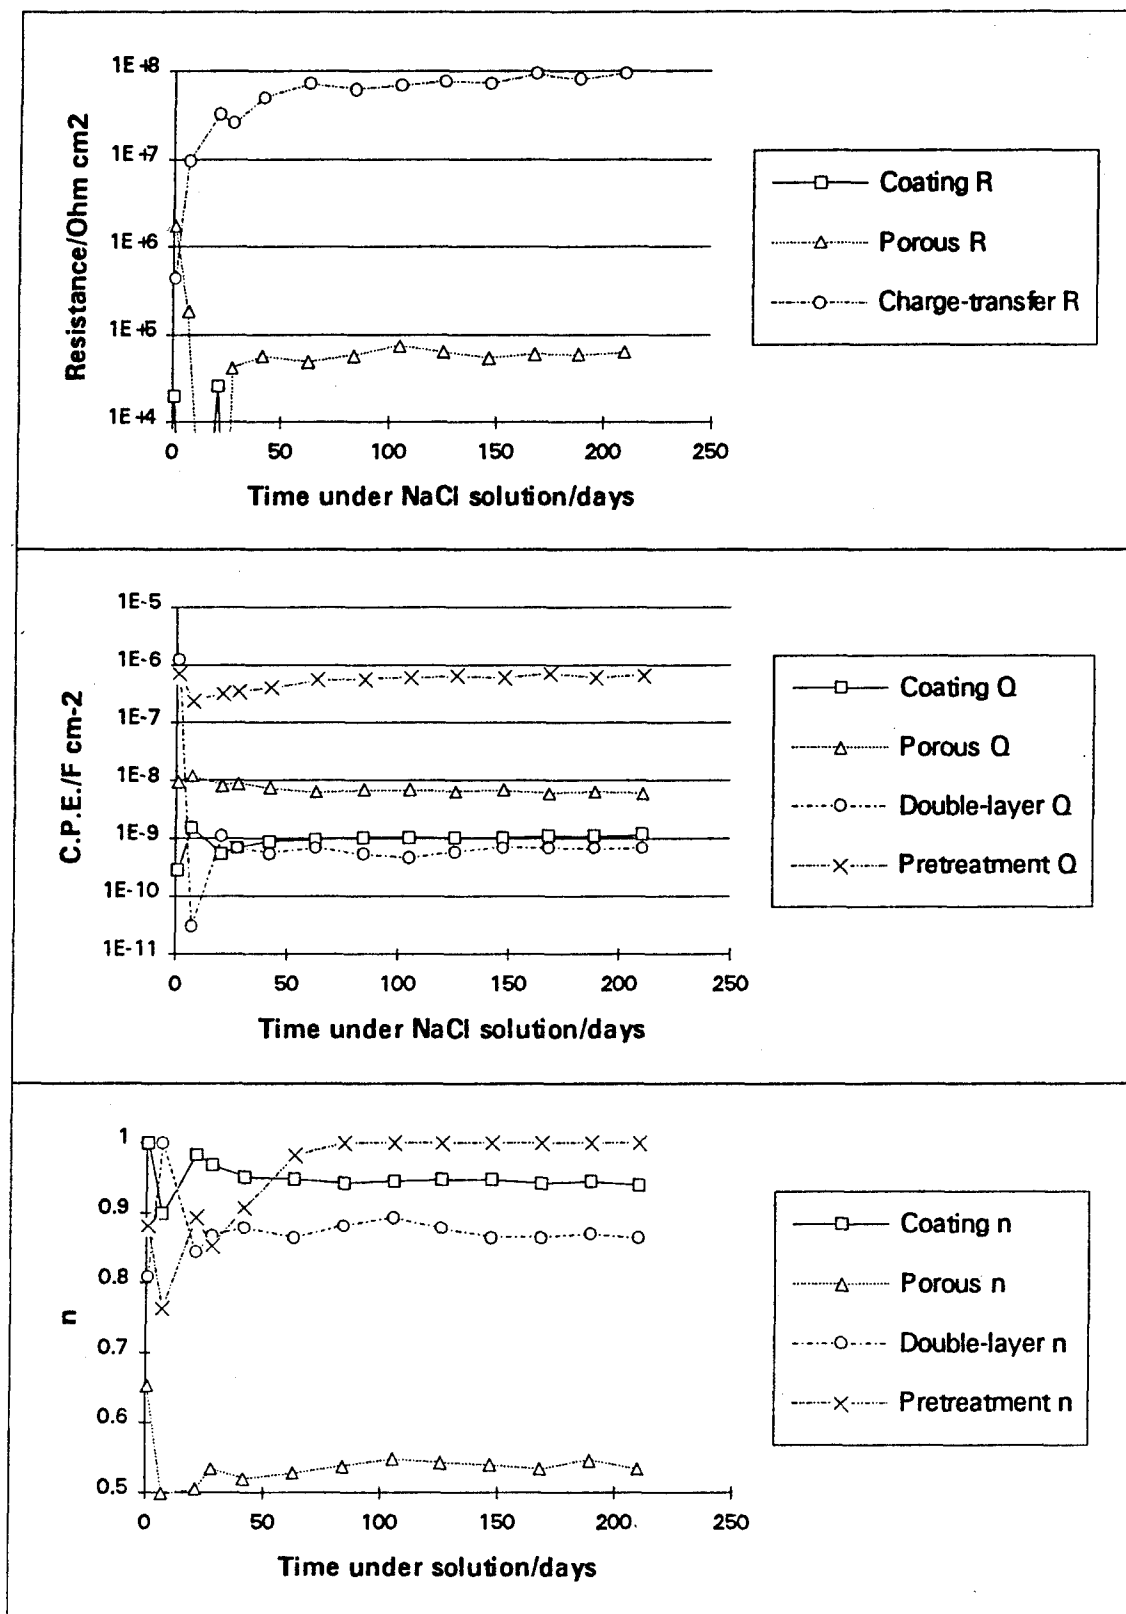 1E+8
1E+7
1E+6
1E+5
1E+4
Resistance/Ohm cm2
0 50 100 150 200 250
Time under NaCl solution/days
Coating R
Porous R
Charge-transfer R
1E-5
1E-6
1E-7
1E-8
1E-9
1E-10
1E-11
C.P.E./F cm-2
0 50 100 150 200 250
Time under NaCl solution/days
Coating Q
Porous Q
Double-layer Q
Pretreatment Q
1
0.9
0.8
0.7
0.6
0.5
n
0 50 100 150 200 250
Time under solution/days
Coating n
Porous n
Double-layer n
Pretreatment n